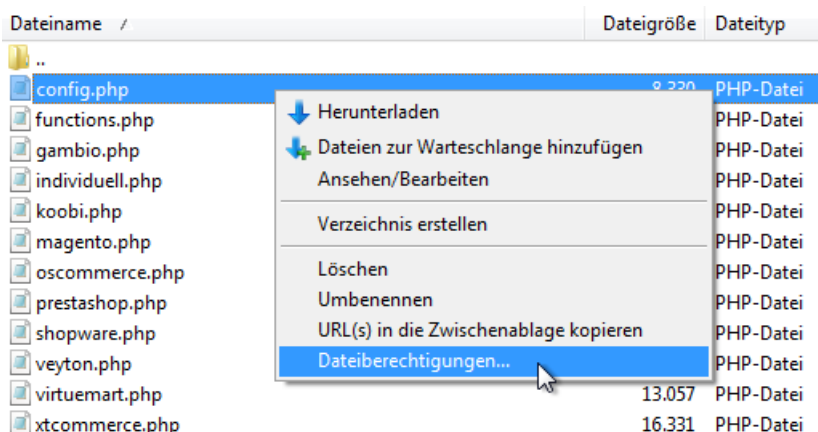 Dateiname Dateigröße Dateityp
..
config.php 8.330 PHP-Datei
Herunterladen
functions.php PHP-Datei
Dateien zur Warteschlange hinzufügen
gambio.php PHP-Datei
Ansehen/Bearbeiten
individuell.php PHP-Datei
koobi.php PHP-Datei
Verzeichnis erstellen
magento.php PHP-Datei
Löschen
oscommerce.php PHP-Datei
Umbenennen
prestashop.php PHP-Datei
URL(s) in die Zwischenablage kopieren
shopware.php PHP-Datei
Dateiberechtigungen...
veyton.php PHP-Datei
virtuemart.php 13.057 PHP-Datei
xtcommerce.php 16.331 PHP-Datei